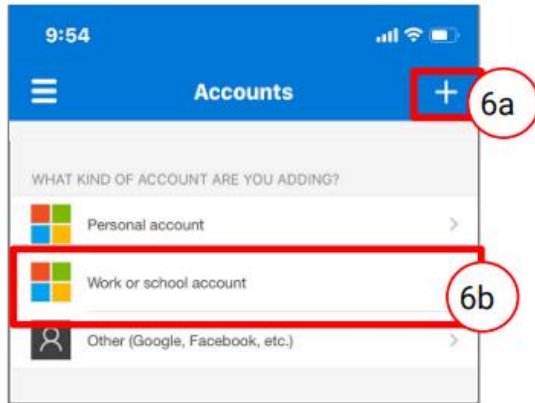 9:54
Accounts
6a
WHAT KIND OF ACCOUNT ARE YOU ADDING?
Personal account
Work or school account
6b
Other (Google, Facebook, etc.)